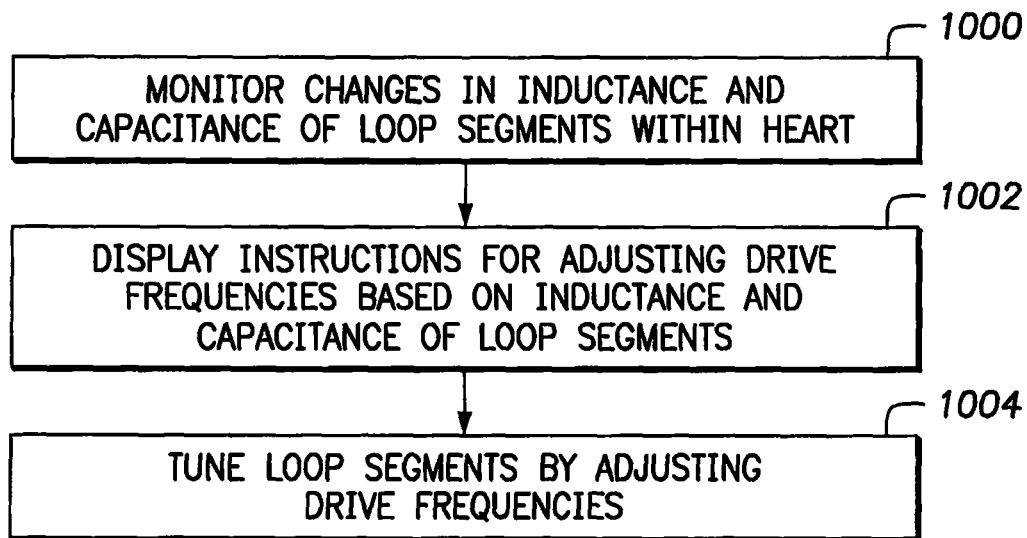 1000
MONITOR CHANGES IN INDUCTANCE AND
CAPACITANCE OF LOOP SEGMENTS WITHIN HEART
1002
DISPLAY INSTRUCTIONS FOR ADJUSTING DRIVE
FREQUENCIES BASED ON INDUCTANCE AND
CAPACITANCE OF LOOP SEGMENTS
1004
TUNE LOOP SEGMENTS BY ADJUSTING
DRIVE FREQUENCIES